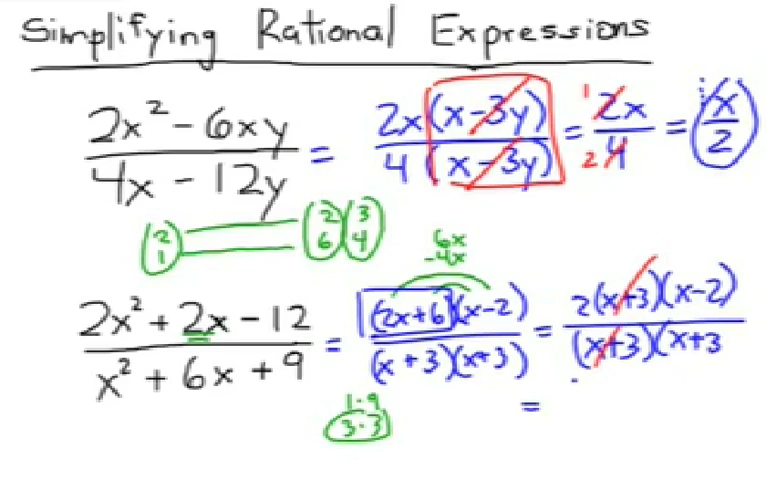 Simplifying Rational Expressions
2x² - 6xy / 4x - 12y = 2x(x-3y) / 4(x-3y) = 2x / 4 = x / 2
1 2
2 1 2 6 3 4
6x
-4x
2x² + 2x - 12 / x² + 6x + 9 = (2x+6)(x-2) / (x+3)(x+3) = 2(x+3)(x-2) / (x+3)(x+3
1·9
3·3
=